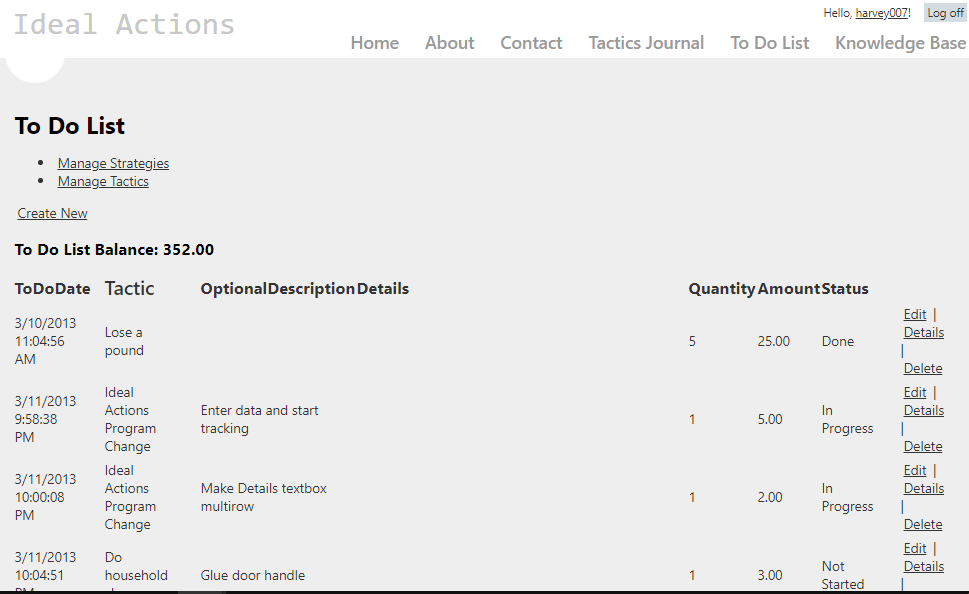 Ideal Actions
Hello, harvey007!
Log off
Home About Contact Tactics Journal To Do List Knowledge Base
To Do List
Manage Strategies
Manage Tactics
Create New
To Do List Balance: 352.00
ToDoDate Tactic OptionalDescription Details Quantity Amount Status
3/10/2013
11:04:56
AM
Lose a
pound
5
25.00
Done
Edit |
Details
|
Delete
3/11/2013
9:58:38
PM
Ideal
Actions
Program
Change
Enter data and start
tracking
1
5.00
In
Progress
Edit |
Details
|
Delete
3/11/2013
10:00:08
PM
Ideal
Actions
Program
Change
Make Details textbox
multirow
1
2.00
In
Progress
Edit |
Details
|
Delete
3/11/2013
10:04:51
Do
household
Glue door handle
1
3.00
Not
Started
Edit |
Details
|